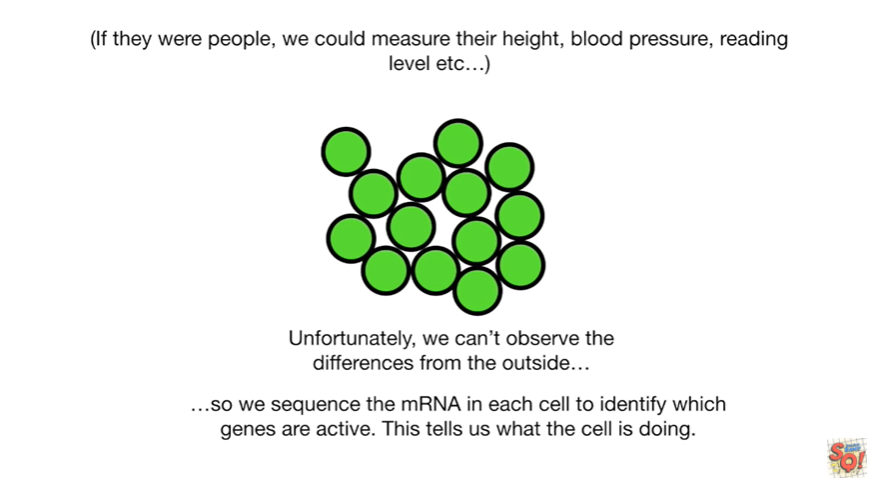 (If they were people, we could measure their height, blood pressure, reading
level etc…)
Unfortunately, we can’t observe the
differences from the outside…
…so we sequence the mRNA in each cell to identify which
genes are active. This tells us what the cell is doing.
SQ!